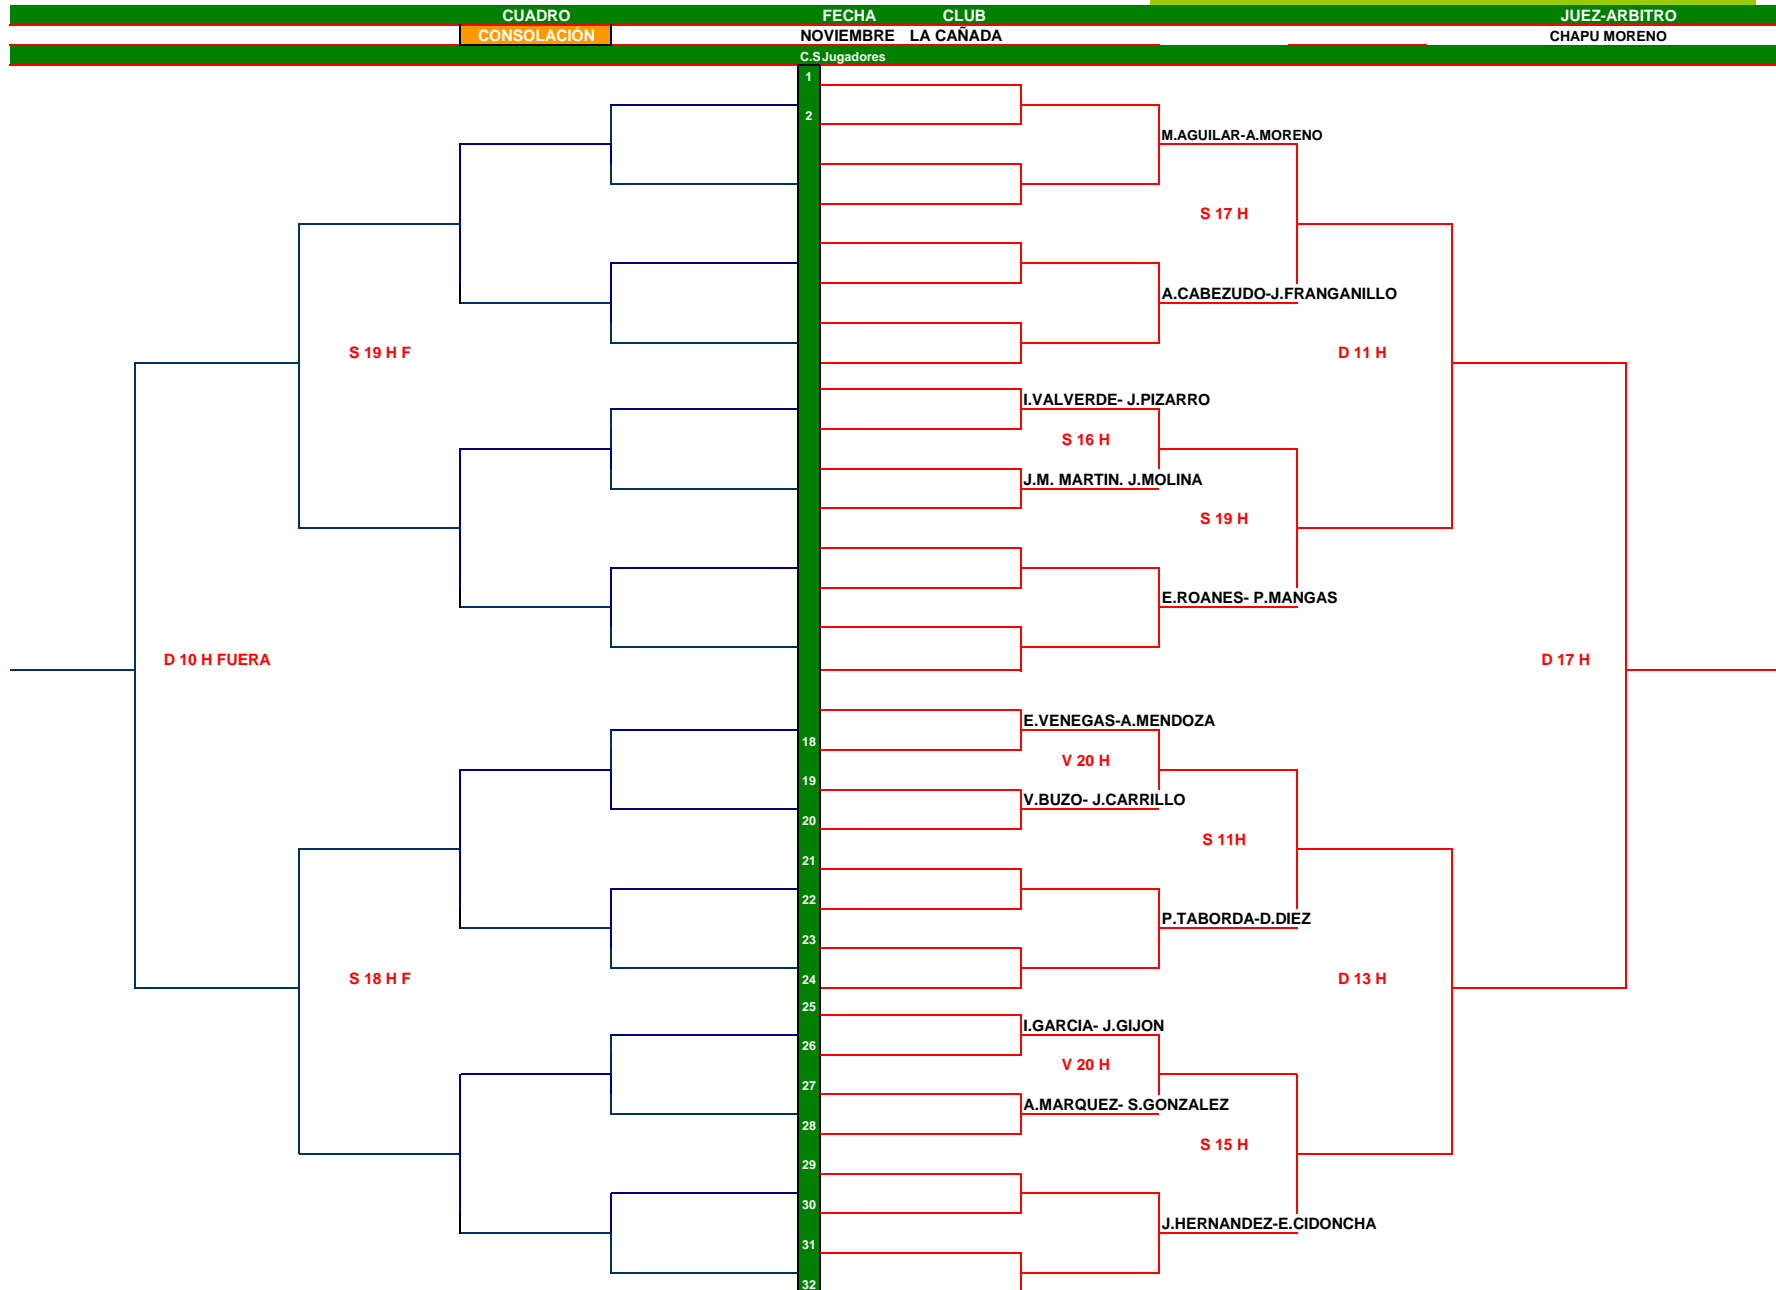 CUADRO FECHA CLUB JUEZ-ARBITRO
CONSOLACIÓN NOVIEMBRE LA CAÑADA CHAPU MORENO
C.S Jugadores
1
2
M.AGUILAR-A.MORENO
S 17 H
A.CABEZUDO-J.FRANGANILLO
S 19 H F D 11 H
I.VALVERDE- J.PIZARRO
S 16 H
J.M. MARTIN. J.MOLINA
S 19 H
E.ROANES- P.MANGAS
D 10 H FUERA D 17 H
E.VENEGAS-A.MENDOZA
18
V 20 H
19
V.BUZO- J.CARRILLO
20
S 11H
21
22
P.TABORDA-D.DIEZ
23
S 18 H F 24 D 13 H
25
I.GARCIA- J.GIJON
26
V 20 H
27
A.MARQUEZ- S.GONZALEZ
28
S 15 H
29
30
J.HERNANDEZ-E.CIDONCHA
31
32